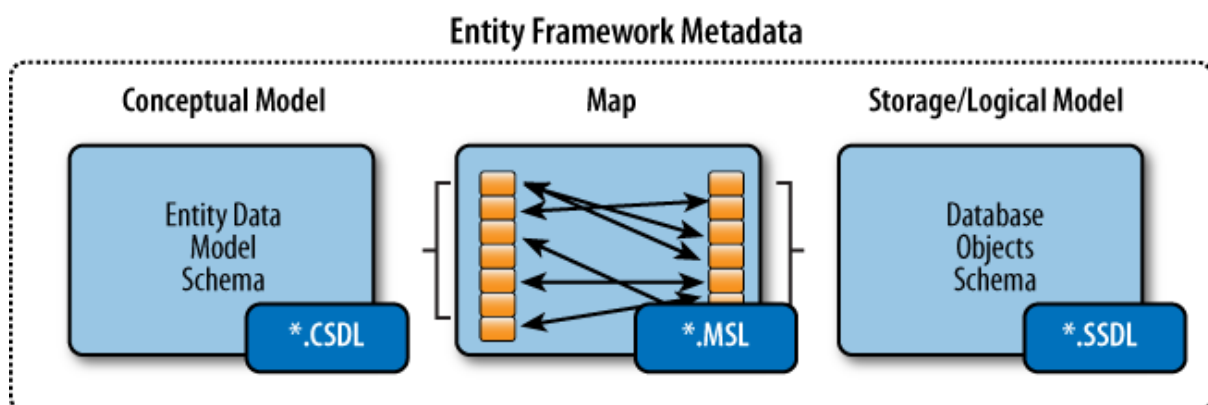 Entity Framework Metadata
Conceptual Model
Map
Storage/Logical Model
Entity Data
Model
Schema
*.CSDL
*.MSL
Database
Objects
Schema
*.SSDL